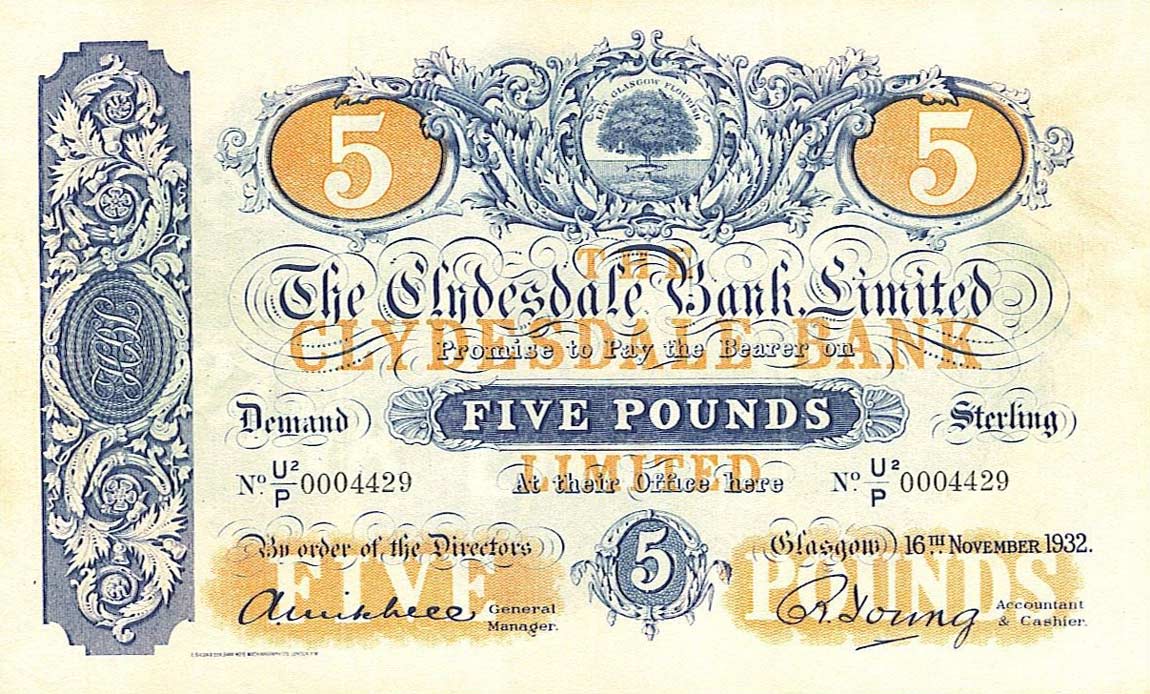 5
LET GLASGOW FLOURISH
5
THE
The Clydesdale Bank, Limited
CLYDESDALE BANK
Promise to Pay the Bearer on
Demand FIVE POUNDS Sterling
LIMITED
No. U²/P 0004429 At their Office here No. U²/P 0004429
By order of the Directors 5 Glasgow 16TH NOVEMBER 1932.
FIVE POUNDS
General Manager.
R. Young Accountant & Cashier.